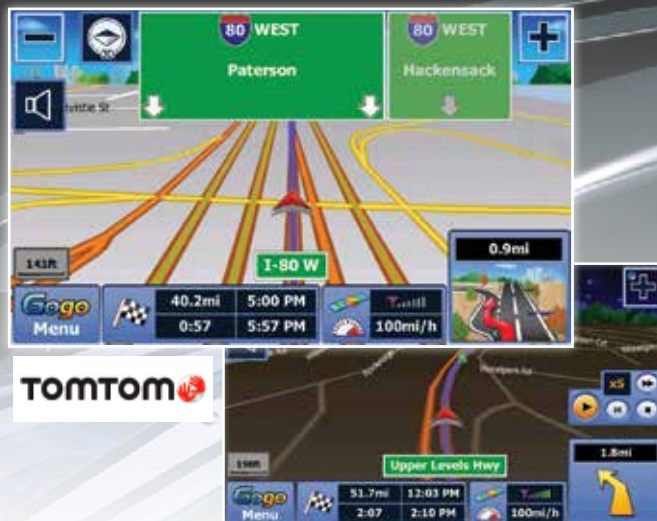 80 WEST
80 WEST
Paterson
Hackensack
2D
141ft
I-80 W
0.9mi
Gogo
Menu
40.2mi
5:00 PM
0:57
5:57 PM
100mi/h
TOMTOM
x5
1.8mi
198ft
Upper Levels Hwy
Gogo
Menu
51.7mi
12:03 PM
2:07
2:10 PM
100mi/h